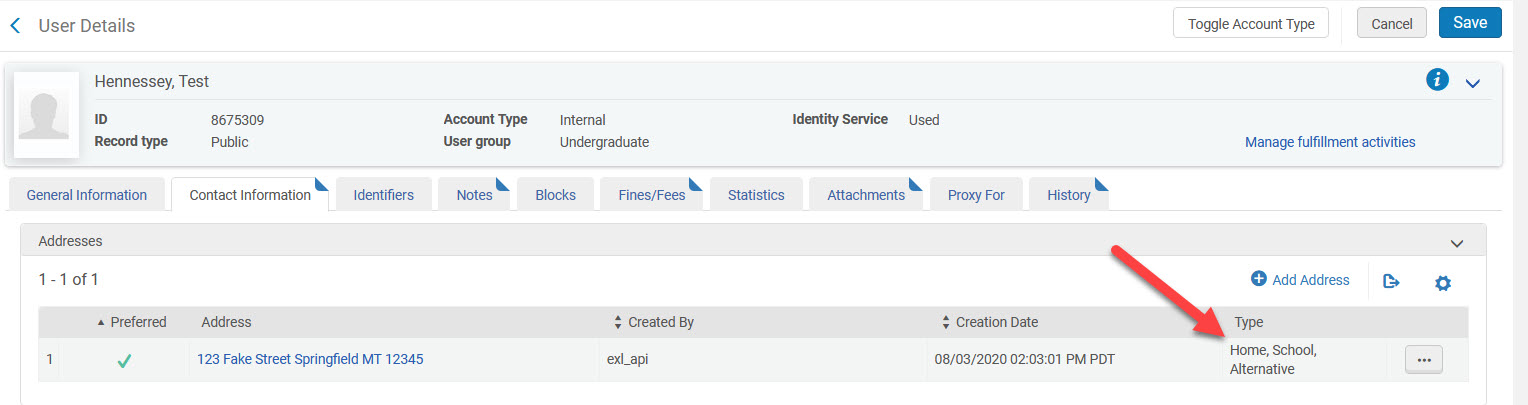 User Details
Toggle Account Type
Cancel
Save
Hennessey, Test
ID 8675309 Account Type Internal Identity Service Used
Record type Public User group Undergraduate Manage fulfillment activities
General Information Contact Information Identifiers Notes Blocks Fines/Fees Statistics Attachments Proxy For History
Addresses
1 - 1 of 1 Add Address
Preferred Address Created By Creation Date Type
1 123 Fake Street Springfield MT 12345 exl_api 08/03/2020 02:03:01 PM PDT Home, School,
Alternative